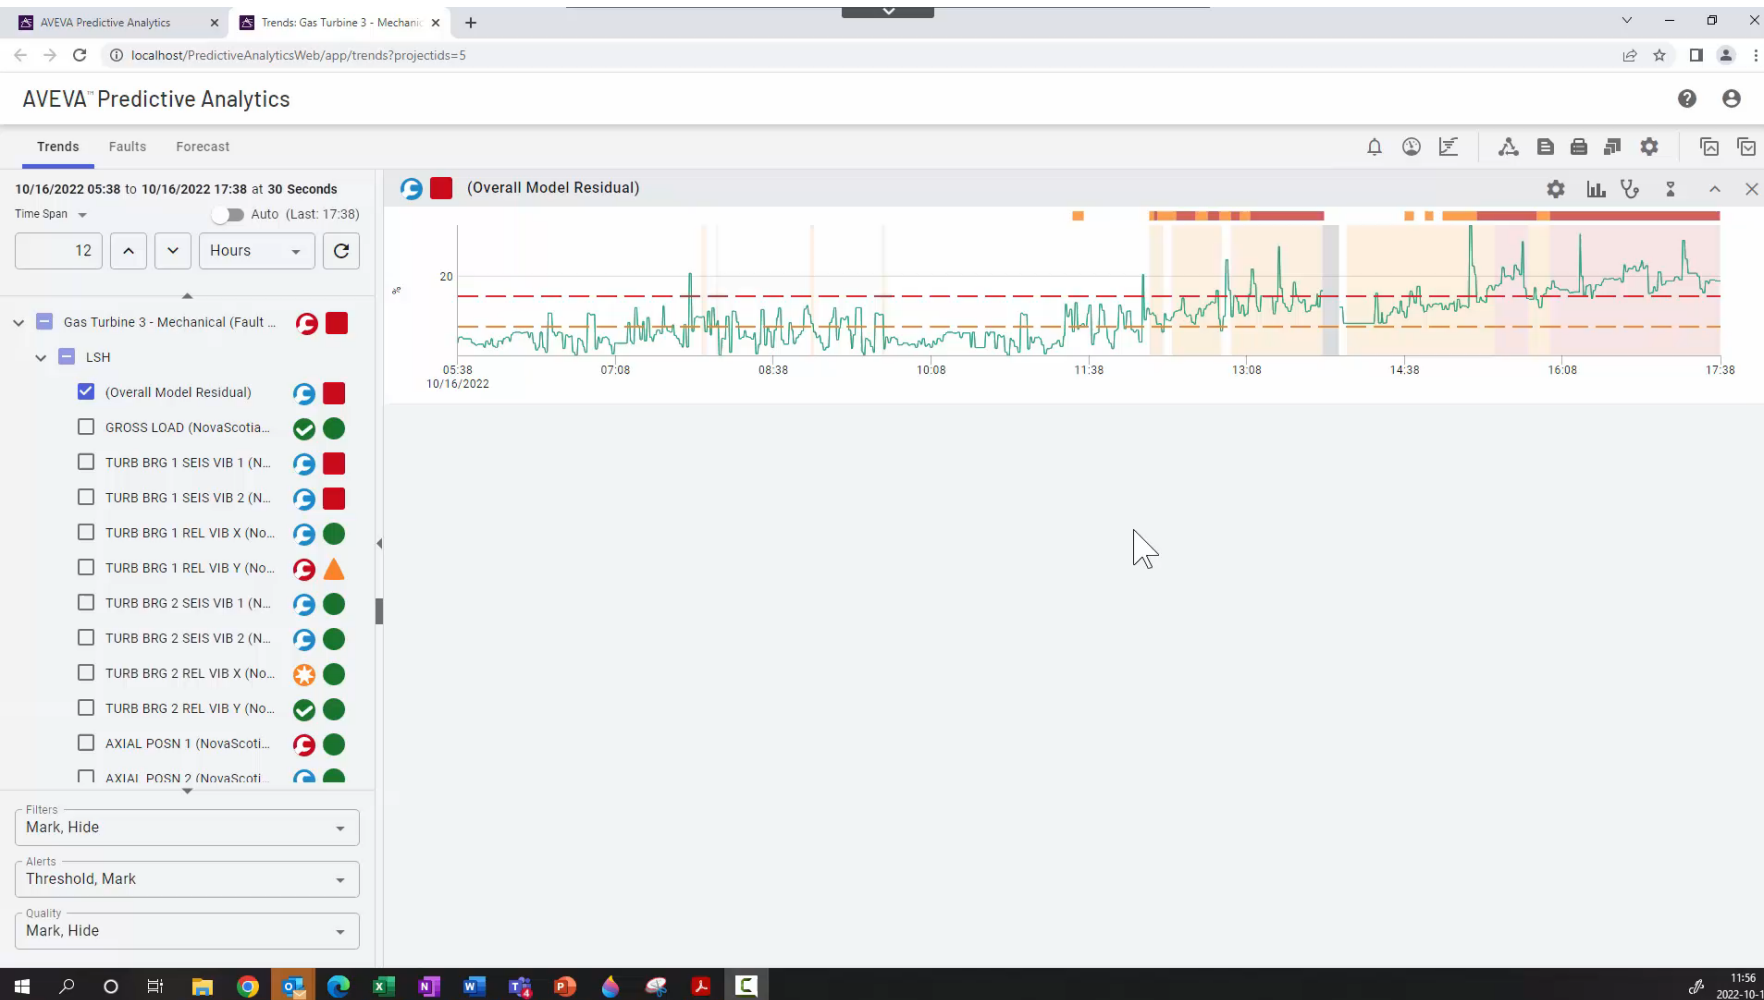 AVEVA Predictive Analytics
Trends: Gas Turbine 3 - Mechanic
localhost/PredictiveAnalyticsWeb/app/trends?projectids=5
AVEVA™ Predictive Analytics
Trends
Faults
Forecast
10/16/2022 05:38 to 10/16/2022 17:38 at 30 Seconds
Time Span
Auto (Last: 17:38)
12
Hours
Gas Turbine 3 - Mechanical (Fault ...
LSH
(Overall Model Residual)
GROSS LOAD (NovaScotia...
TURB BRG 1 SEIS VIB 1 (N...
TURB BRG 1 SEIS VIB 2 (N...
TURB BRG 1 REL VIB X (No...
TURB BRG 1 REL VIB Y (No...
TURB BRG 2 SEIS VIB 1 (N...
TURB BRG 2 SEIS VIB 2 (N...
TURB BRG 2 REL VIB X (No...
TURB BRG 2 REL VIB Y (No...
AXIAL POSN 1 (NovaScoti...
AXIAL POSN 2 (NovaScoti...
Filters
Mark, Hide
Alerts
Threshold, Mark
Quality
Mark, Hide
(Overall Model Residual)
%
20
05:38
10/16/2022
07:08
08:38
10:08
11:38
13:08
14:38
16:08
17:38
11:56
2022-10-1